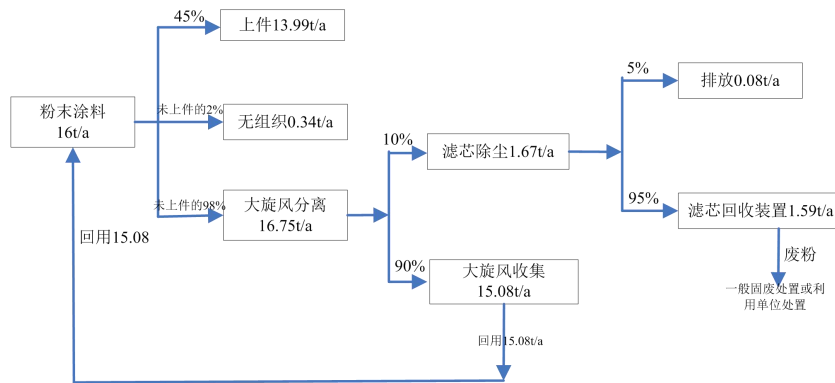 45%
上件13.99t/a
5%
排放0.08t/a
粉末涂料
16t/a
未上件的2%
无组织0.34t/a
10%
滤芯除尘1.67t/a
未上件的98%
大旋风分离
16.75t/a
95%
滤芯回收装置1.59t/a
回用15.08
90%
大旋风收集
15.08t/a
废粉
一般固废处置或利
用单位处置
回用15.08t/a